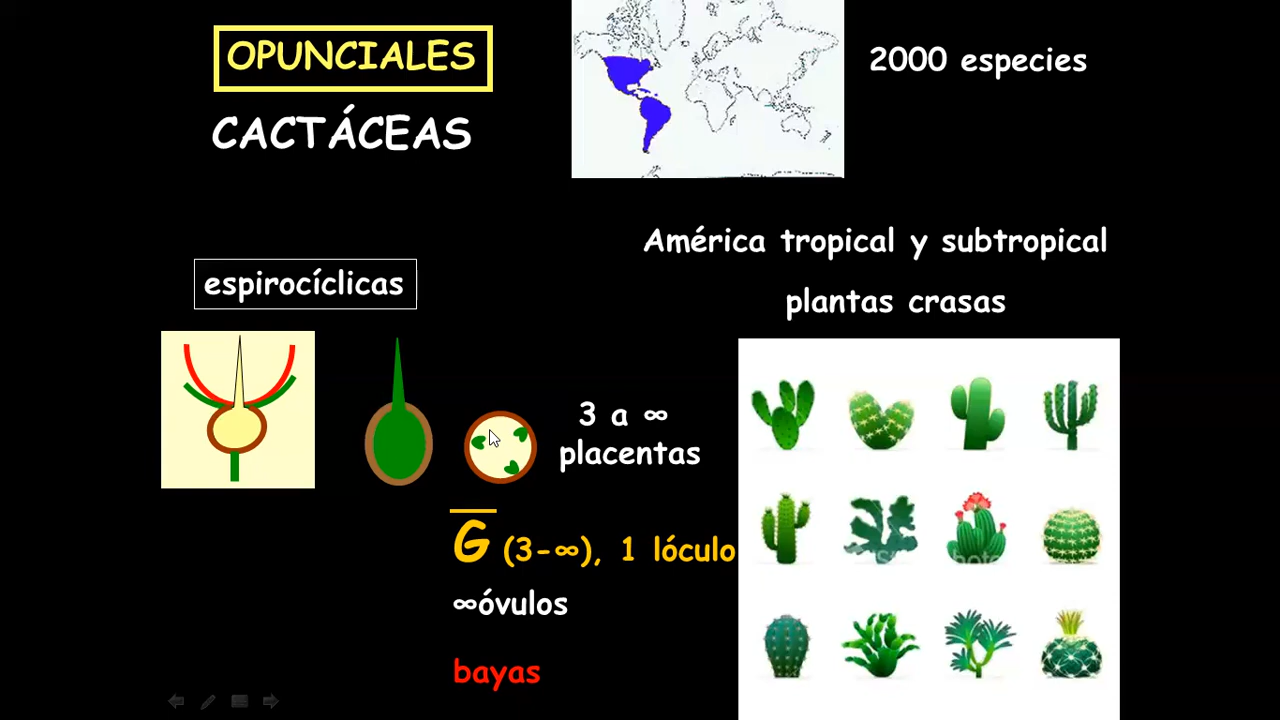 OPUNCIALES
CACTÁCEAS
2000 especies
América tropical y subtropical
plantas crasas
espirocíclicas
3 a ∞
placentas
G (3-∞), 1 lóculo
∞óvulos
bayas